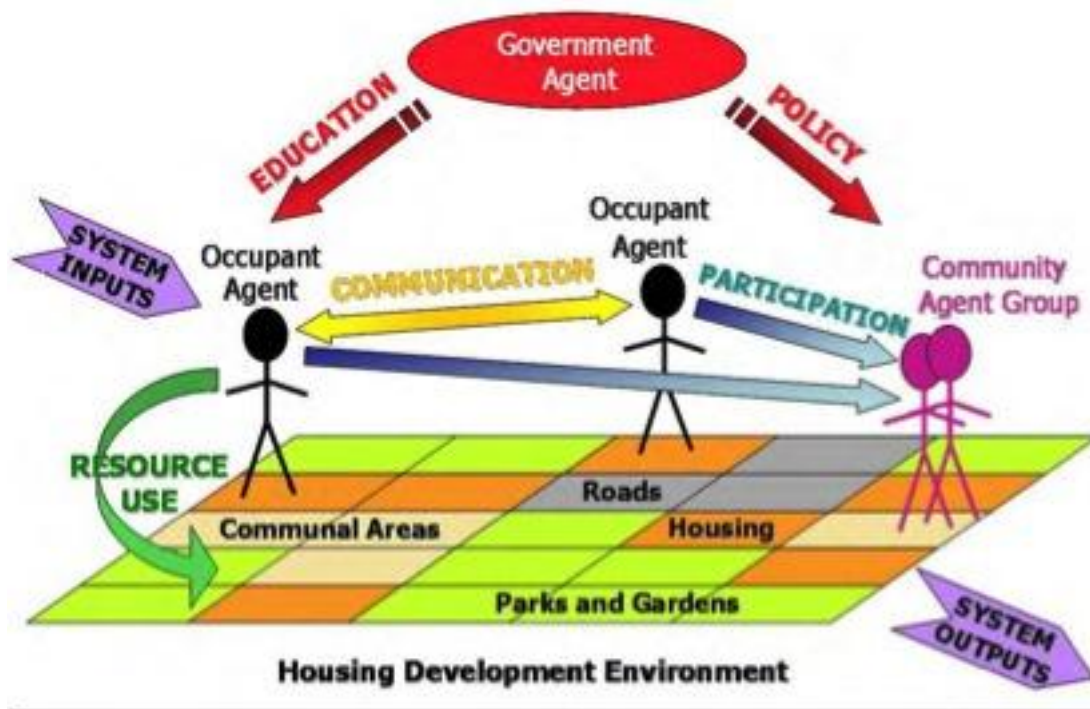 Government
Agent
EDUCATION
POLICY
SYSTEM
INPUTS
Occupant
Agent
COMMUNICATION
Occupant
Agent
PARTICIPATION
Community
Agent Group
RESOURCE
USE
Roads
Communal Areas
Housing
Parks and Gardens
SYSTEM
OUTPUTS
Housing Development Environment